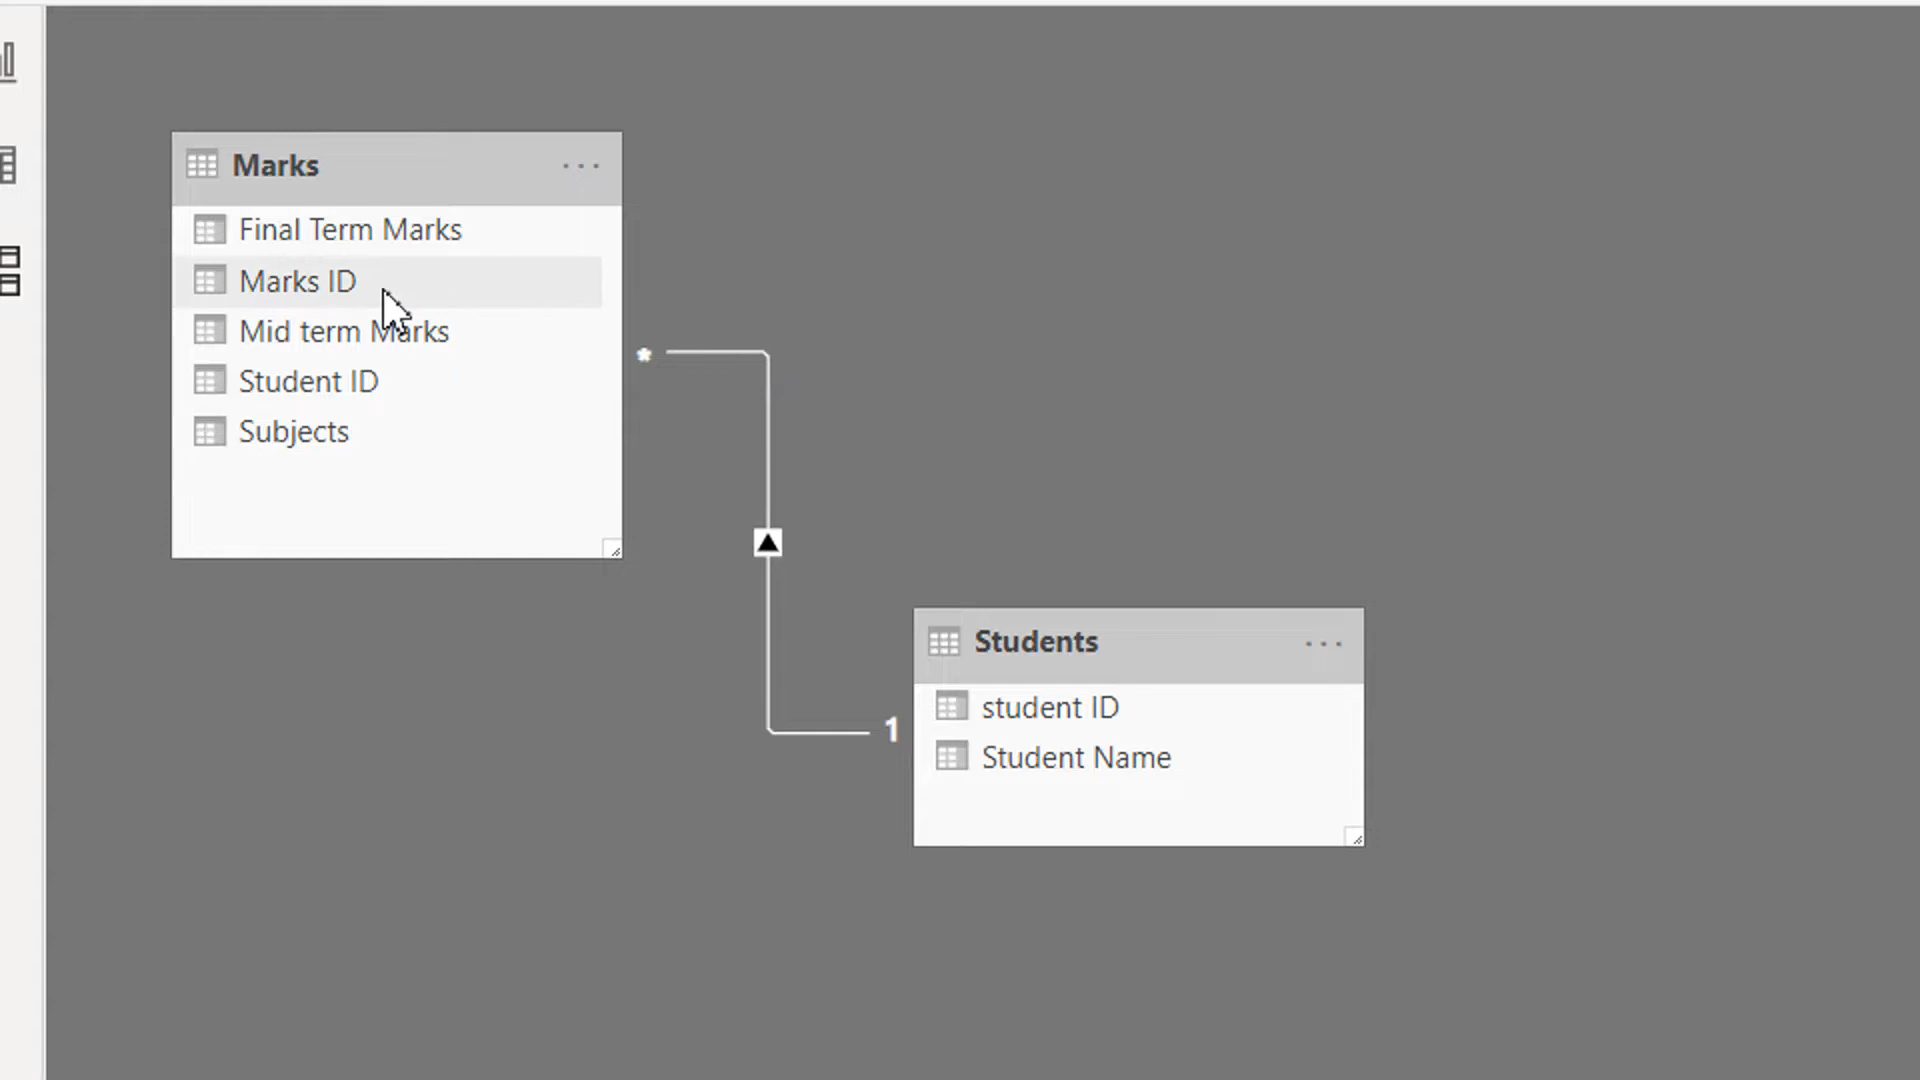 Marks
Final Term Marks
Marks ID
Mid term Marks
Student ID
Subjects
*
1
Students
student ID
Student Name